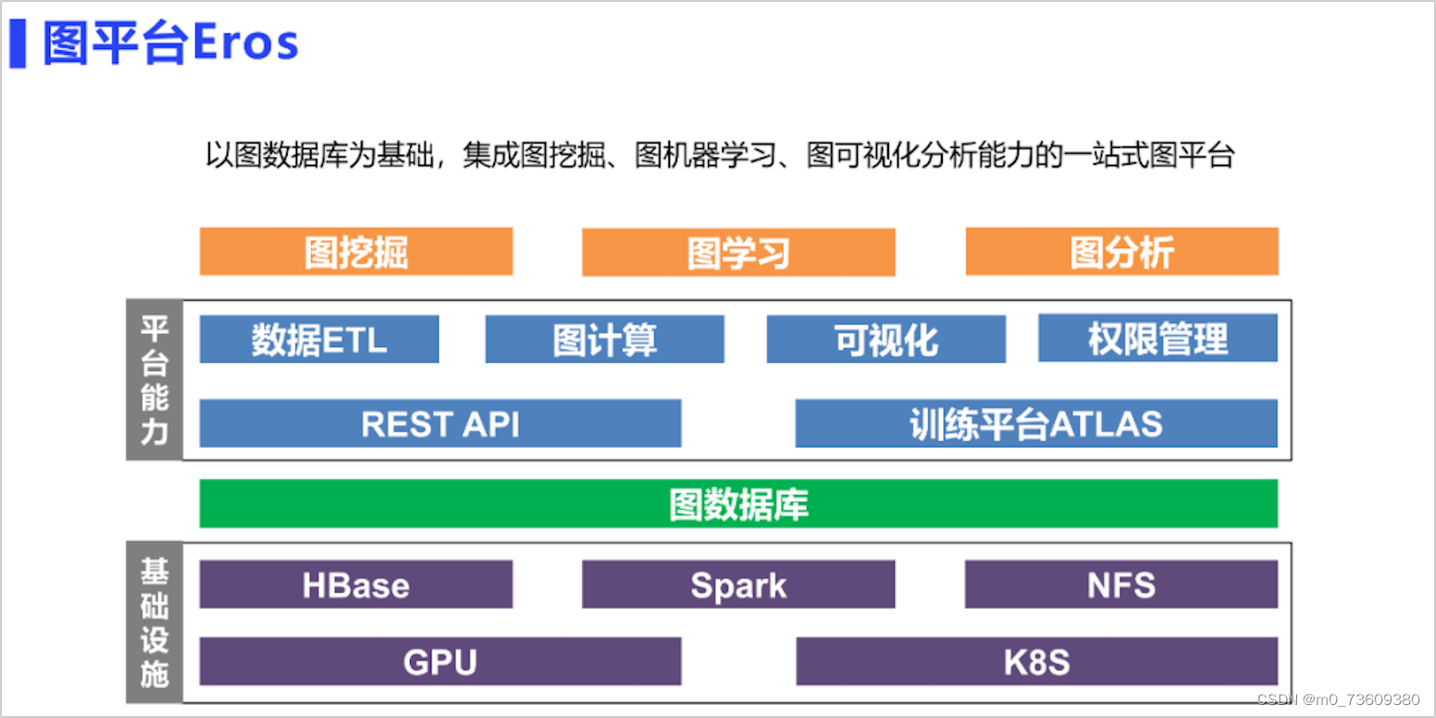 图平台Eros
以图数据库为基础，集成图挖掘、图机器学习、图可视化分析能力的一站式图平台
图挖掘 图学习 图分析
平台能力
数据ETL 图计算 可视化 权限管理
REST API 训练平台ATLAS
图数据库
基础设施
HBase Spark NFS
GPU K8S
CSDN @m0_73609380